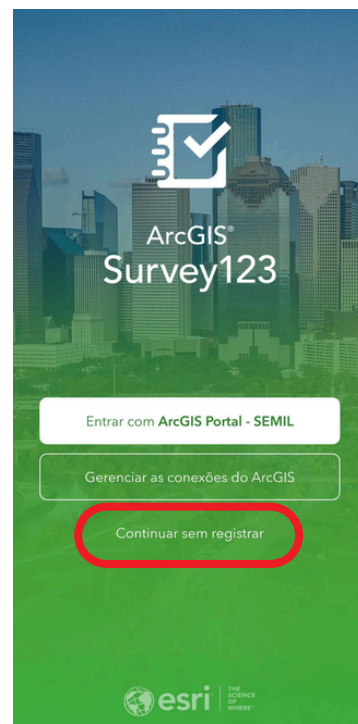 ArcGIS®
Survey123
Entrar com ArcGIS Portal - SEMIL
Gerenciar as conexões do ArcGIS
Continuar sem registrar
esri
THE
SCIENCE
OF
WHERE™